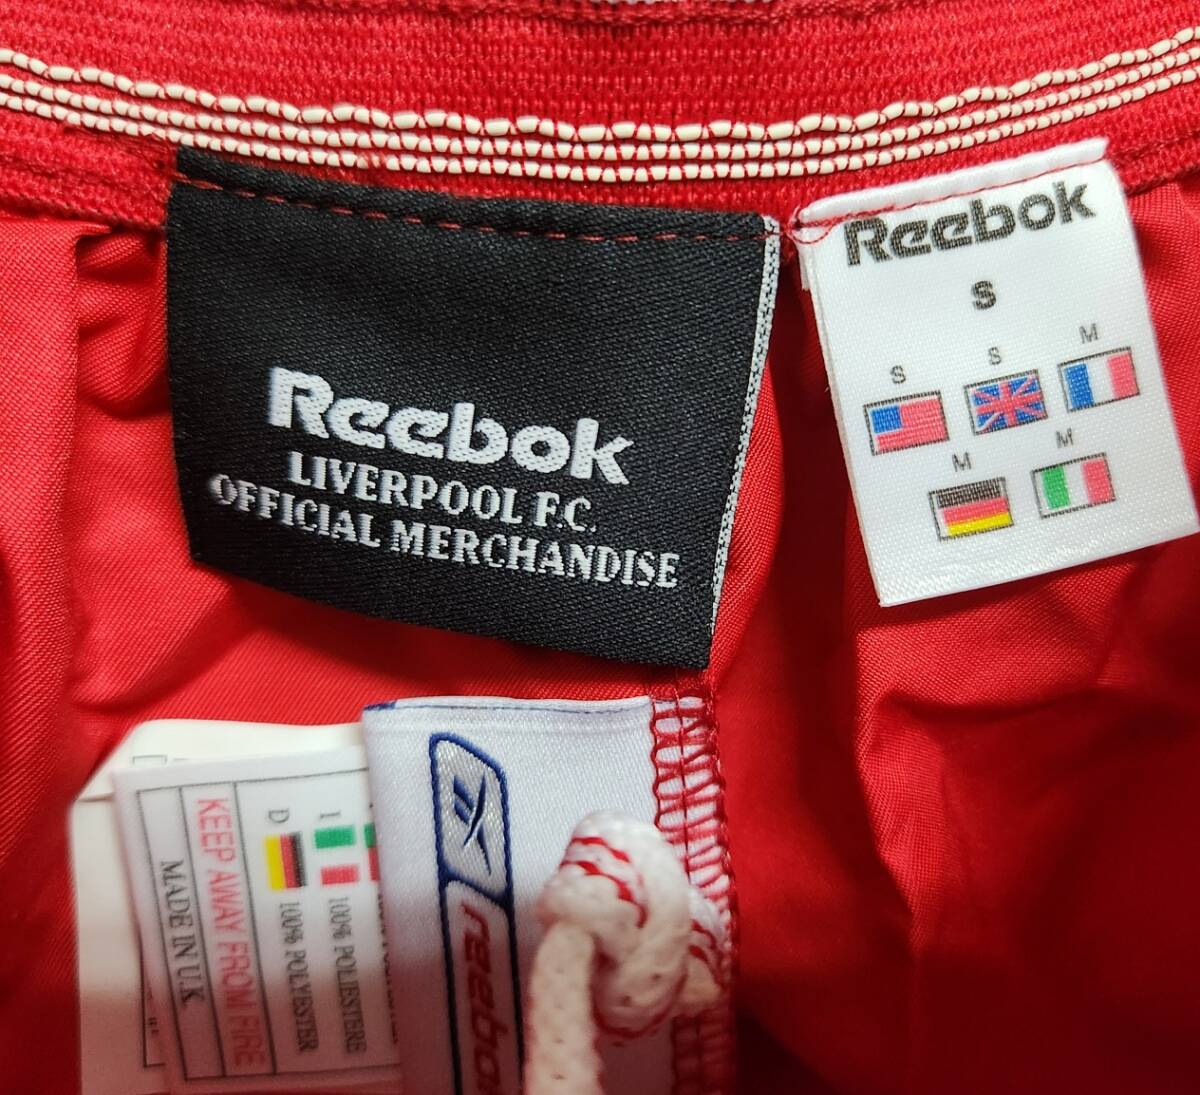 Reebok
LIVERPOOL F.C.
OFFICIAL MERCHANDISE
Reebok
S
S S M
M M
D I
100% POLYESTER
100% POLIESTERE
KEEP AWAY FROM FIRE
MADE IN U.K
Reebok